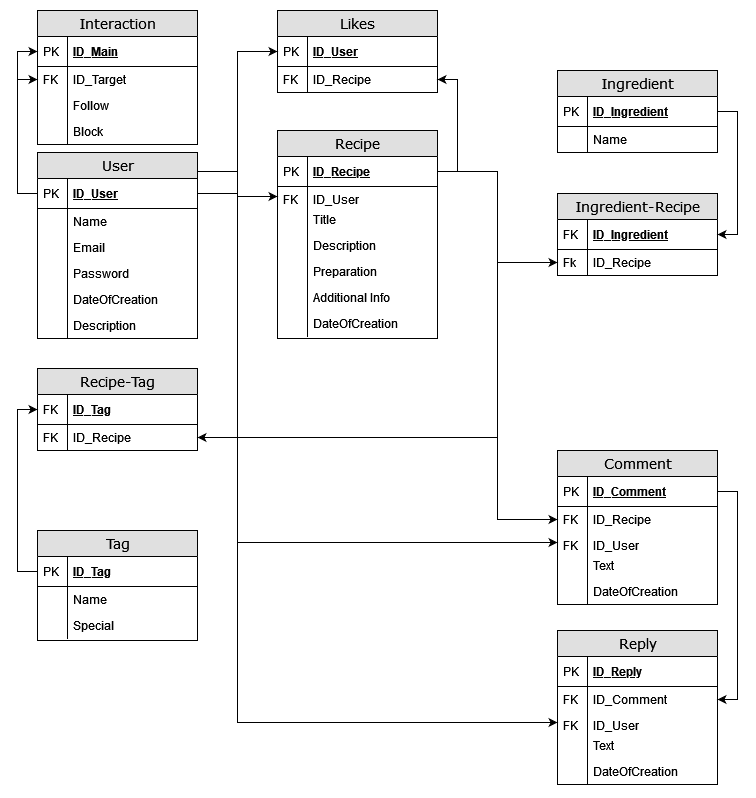 Interaction
PK ID_Main
FK ID_Target
Follow
Block
User
PK ID_User
Name
Email
Password
DateOfCreation
Description
Recipe-Tag
FK ID_Tag
FK ID_Recipe
Tag
PK ID_Tag
Name
Special
Likes
PK ID_User
FK ID_Recipe
Recipe
PK ID_Recipe
FK ID_User
Title
Description
Preparation
Additional Info
DateOfCreation
Ingredient
PK ID_Ingredient
Name
Ingredient-Recipe
FK ID_Ingredient
Fk ID_Recipe
Comment
PK ID_Comment
FK ID_Recipe
FK ID_User
Text
DateOfCreation
Reply
PK ID_Reply
FK ID_Comment
FK ID_User
Text
DateOfCreation